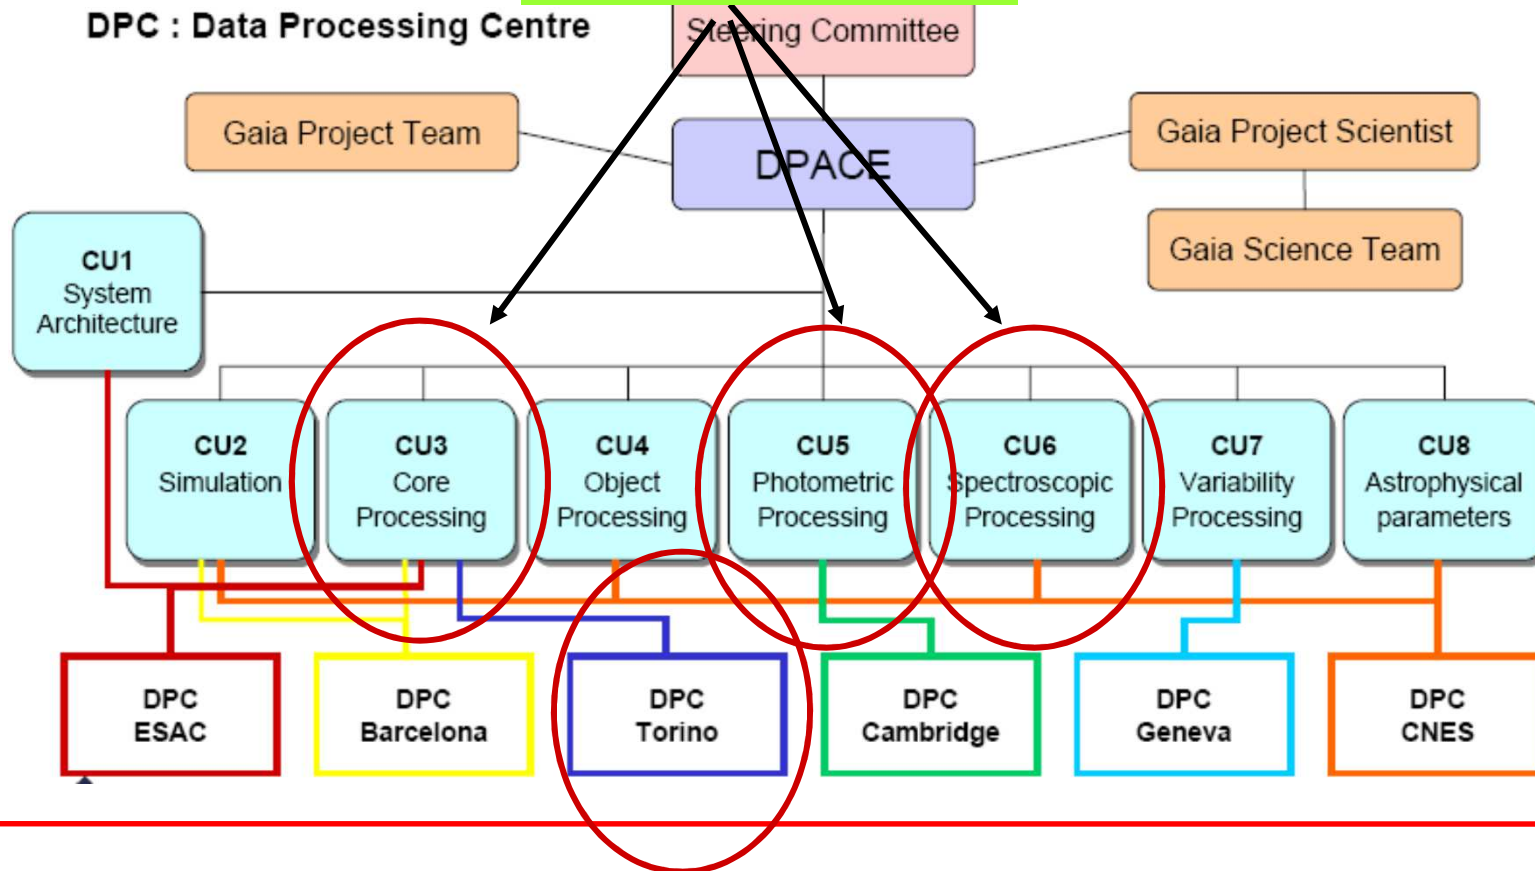 DPC : Data Processing Centre
Steering Committee
Gaia Project Team
DPACE
Gaia Project Scientist
Gaia Science Team
CU1
System
Architecture
CU2
Simulation
CU3
Core
Processing
CU4
Object
Processing
CU5
Photometric
Processing
CU6
Spectroscopic
Processing
CU7
Variability
Processing
CU8
Astrophysical
parameters
DPC
ESAC
DPC
Barcelona
DPC
Torino
DPC
Cambridge
DPC
Geneva
DPC
CNES